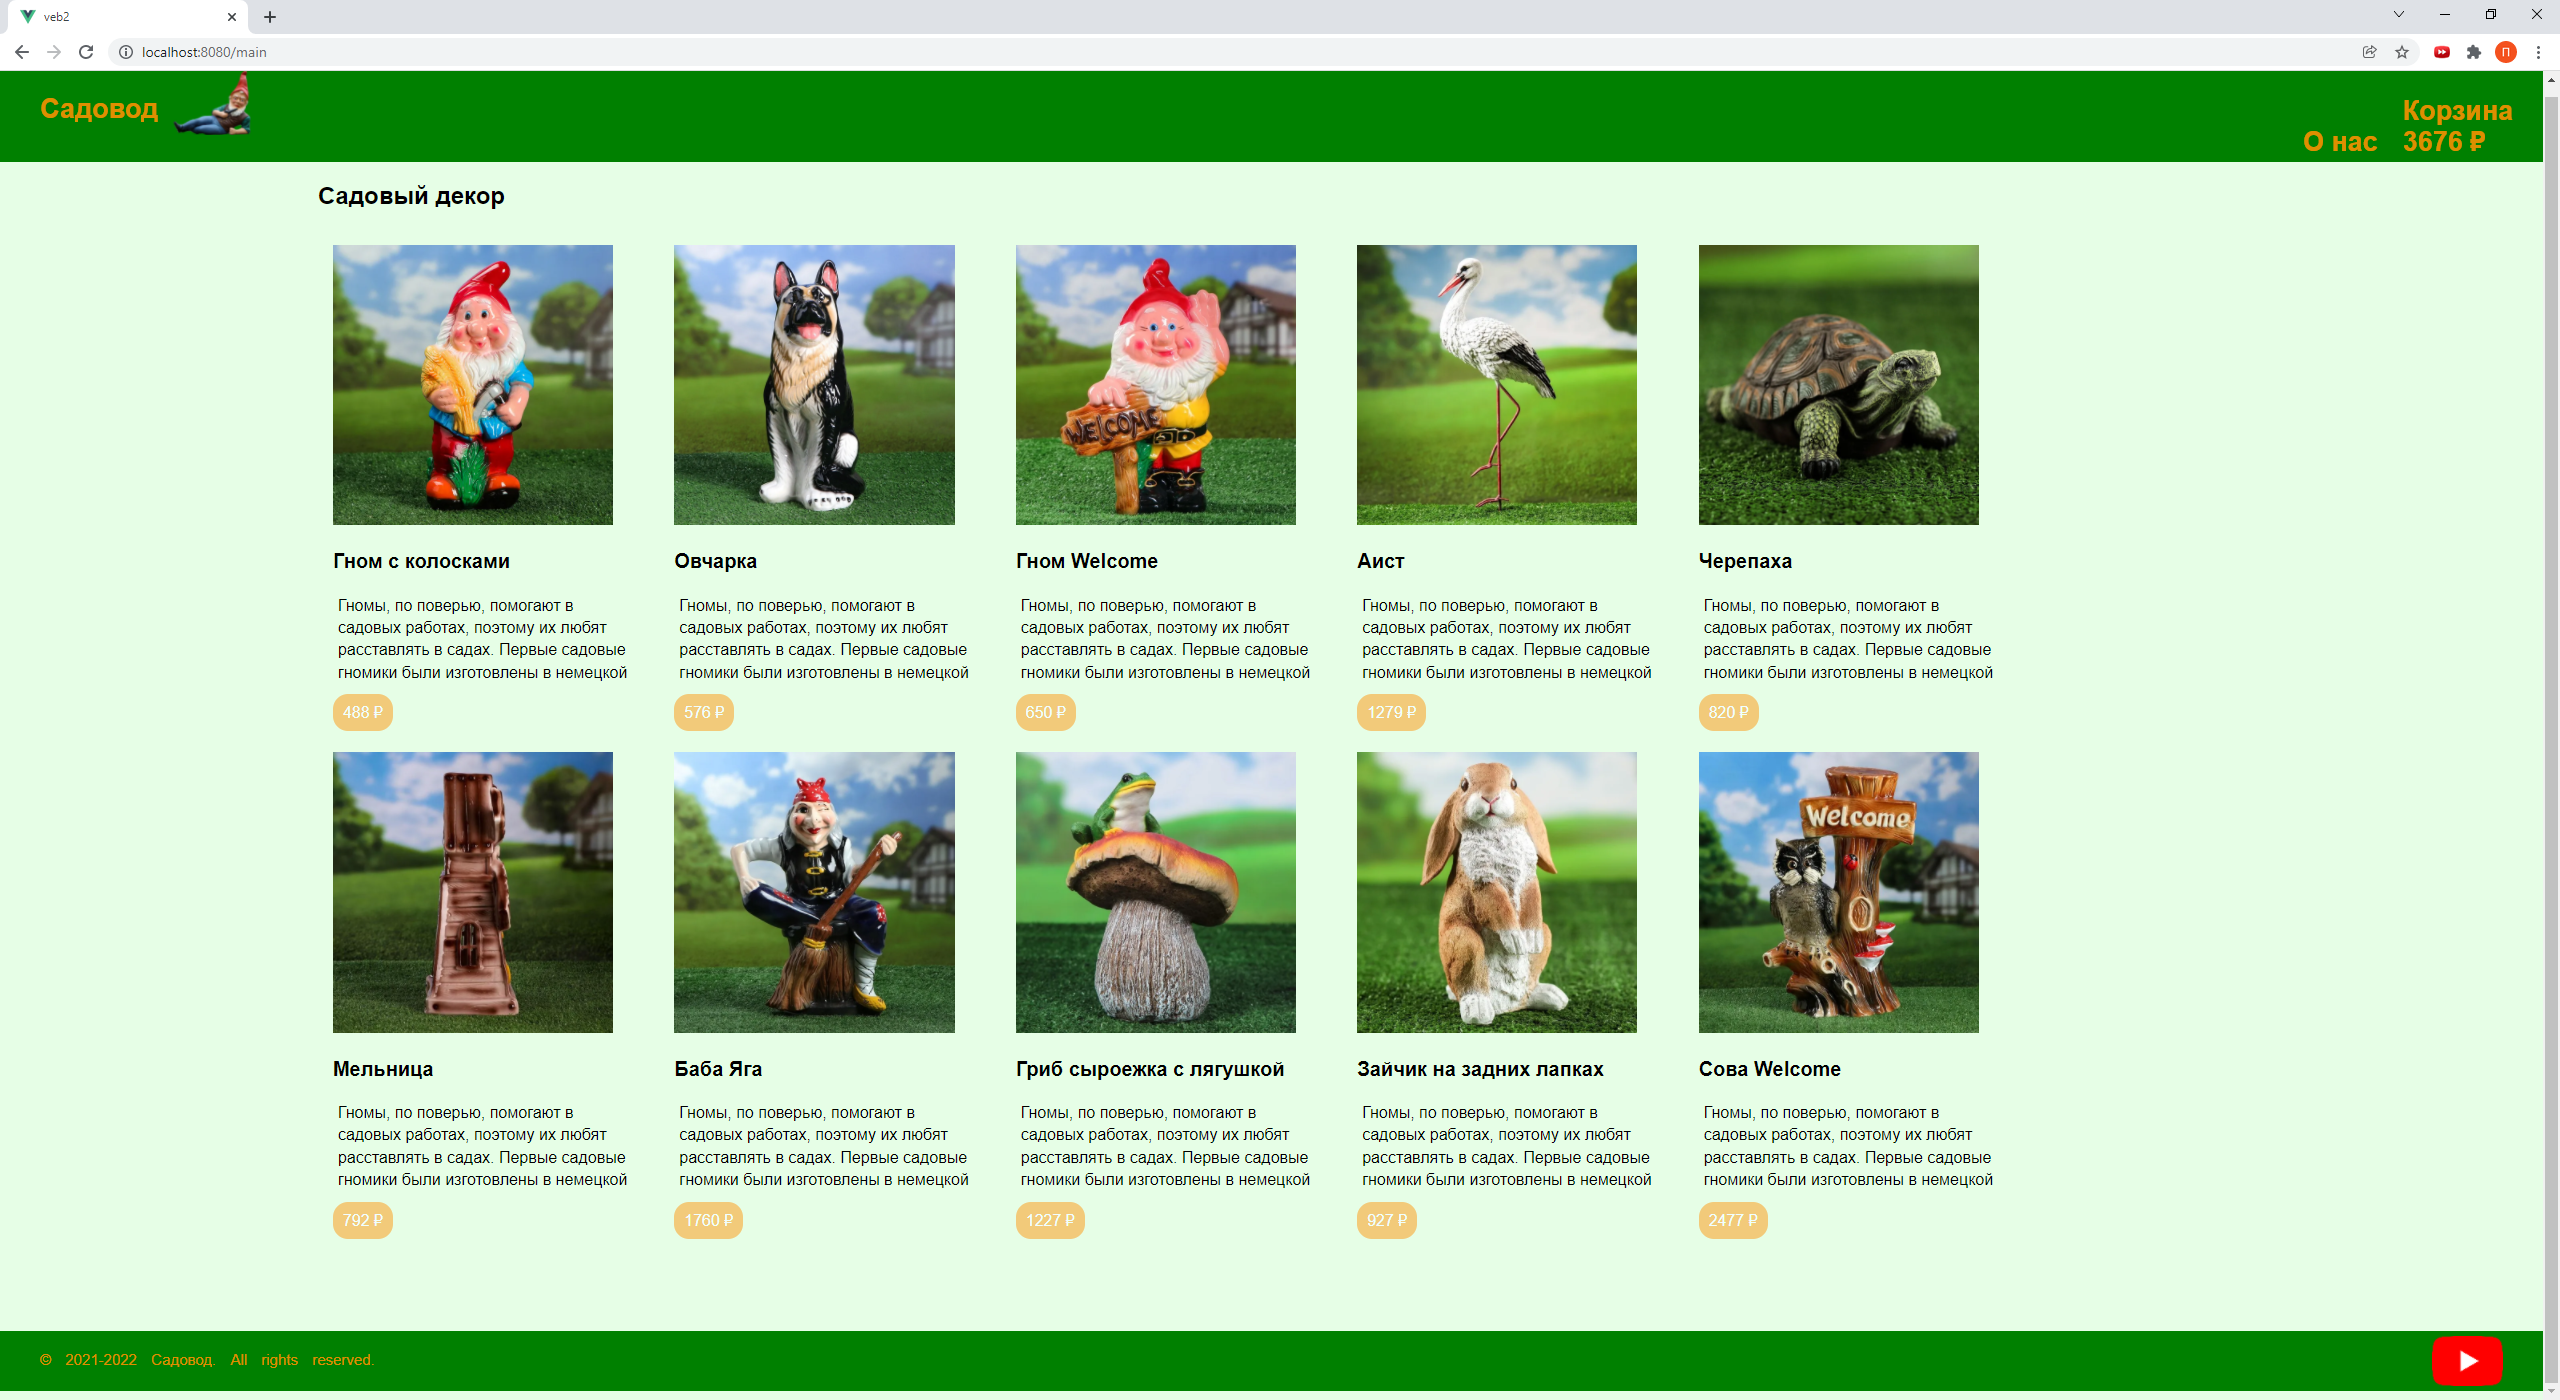 veb2
localhost:8080/main
П
Садовод
Корзина
О нас 3676 ₽
Садовый декор
WELCOME
Гном с колосками
Гномы, по поверью, помогают в
садовых работах, поэтому их любят
расставлять в садах. Первые садовые
гномики были изготовлены в немецкой
488 ₽
Овчарка
Гномы, по поверью, помогают в
садовых работах, поэтому их любят
расставлять в садах. Первые садовые
гномики были изготовлены в немецкой
576 ₽
Гном Welcome
Гномы, по поверью, помогают в
садовых работах, поэтому их любят
расставлять в садах. Первые садовые
гномики были изготовлены в немецкой
650 ₽
Аист
Гномы, по поверью, помогают в
садовых работах, поэтому их любят
расставлять в садах. Первые садовые
гномики были изготовлены в немецкой
1279 ₽
Черепаха
Гномы, по поверью, помогают в
садовых работах, поэтому их любят
расставлять в садах. Первые садовые
гномики были изготовлены в немецкой
820 ₽
Welcome
Мельница
Гномы, по поверью, помогают в
садовых работах, поэтому их любят
расставлять в садах. Первые садовые
гномики были изготовлены в немецкой
792 ₽
Баба Яга
Гномы, по поверью, помогают в
садовых работах, поэтому их любят
расставлять в садах. Первые садовые
гномики были изготовлены в немецкой
1760 ₽
Гриб сыроежка с лягушкой
Гномы, по поверью, помогают в
садовых работах, поэтому их любят
расставлять в садах. Первые садовые
гномики были изготовлены в немецкой
1227 ₽
Зайчик на задних лапках
Гномы, по поверью, помогают в
садовых работах, поэтому их любят
расставлять в садах. Первые садовые
гномики были изготовлены в немецкой
927 ₽
Сова Welcome
Гномы, по поверью, помогают в
садовых работах, поэтому их любят
расставлять в садах. Первые садовые
гномики были изготовлены в немецкой
2477 ₽
© 2021-2022 Садовод. All rights reserved.